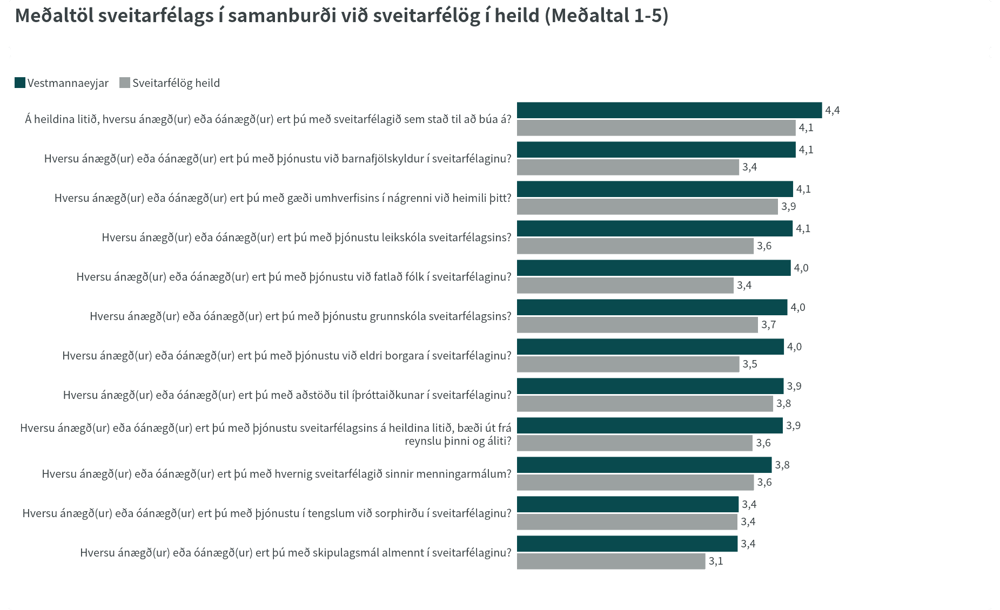 Meðaltöl sveitarfélags í samanburði við sveitarfélög í heild (Meðaltal 1-5)
Vestmannaeyjar Sveitarfélög heild
Á heildina litið, hversu ánægð(ur) eða óánægð(ur) ert þú með sveitarfélagið sem stað til að búa á?
4,4
4,1
Hversu ánægð(ur) eða óánægð(ur) ert þú með þjónustu við barnafjölskyldur í sveitarfélaginu?
4,1
3,4
Hversu ánægð(ur) eða óánægð(ur) ert þú með gæði umhverfisins í nágrenni við heimili þitt?
4,1
3,9
Hversu ánægð(ur) eða óánægð(ur) ert þú með þjónustu leikskóla sveitarfélagsins?
4,1
3,6
Hversu ánægð(ur) eða óánægð(ur) ert þú með þjónustu við fatlað fólk í sveitarfélaginu?
4,0
3,4
Hversu ánægð(ur) eða óánægð(ur) ert þú með þjónustu grunnskóla sveitarfélagsins?
4,0
3,7
Hversu ánægð(ur) eða óánægð(ur) ert þú með þjónustu við eldri borgara í sveitarfélaginu?
4,0
3,5
Hversu ánægð(ur) eða óánægð(ur) ert þú með aðstöðu til íþróttaiðkunar í sveitarfélaginu?
3,9
3,8
Hversu ánægð(ur) eða óánægð(ur) ert þú með þjónustu sveitarfélagsins á heildina litið, bæði út frá
reynslu þinni og áliti?
3,9
3,6
Hversu ánægð(ur) eða óánægð(ur) ert þú með hvernig sveitarfélagið sinnir menningarmálum?
3,8
3,6
Hversu ánægð(ur) eða óánægð(ur) ert þú með þjónustu í tengslum við sorphirðu í sveitarfélaginu?
3,4
3,4
Hversu ánægð(ur) eða óánægð(ur) ert þú með skipulagsmál almennt í sveitarfélaginu?
3,4
3,1